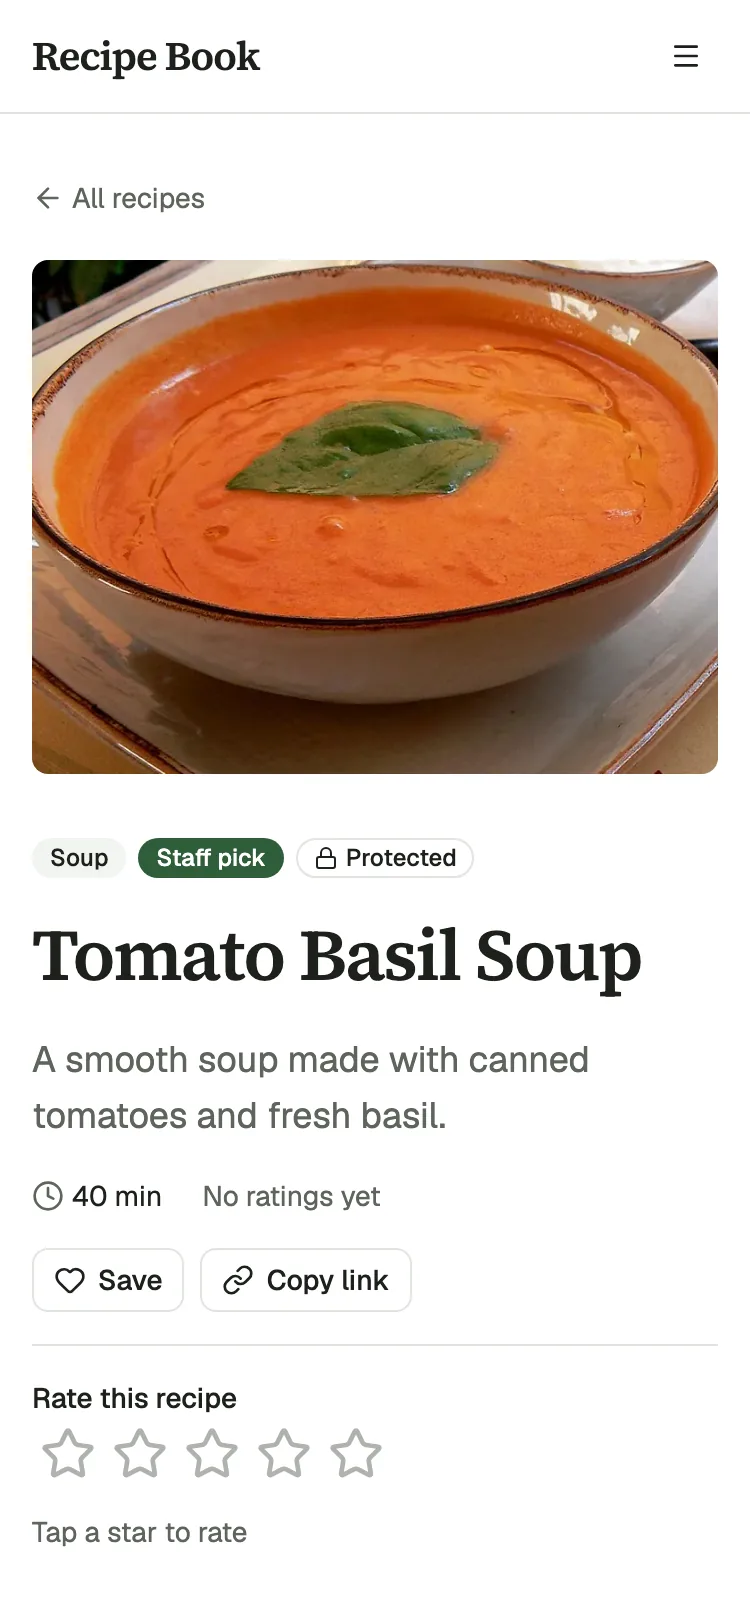 Recipe Book
All recipes
Soup
Staff pick
Protected
Tomato Basil Soup
A smooth soup made with canned
tomatoes and fresh basil.
40 min
No ratings yet
Save
Copy link
Rate this recipe
Tap a star to rate